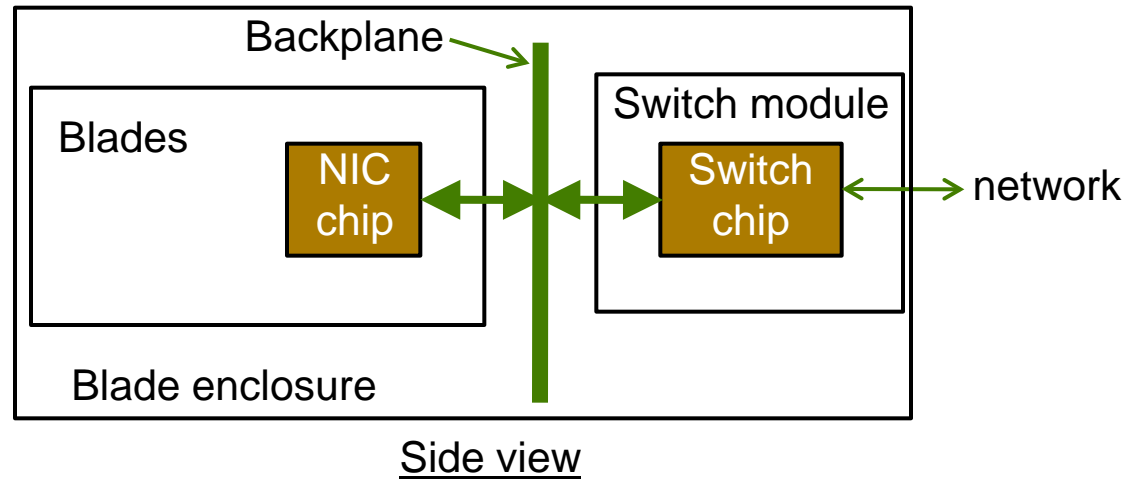 Backplane
Switch module
Blades
NIC
chip
Switch
chip
network
Blade enclosure
Side view